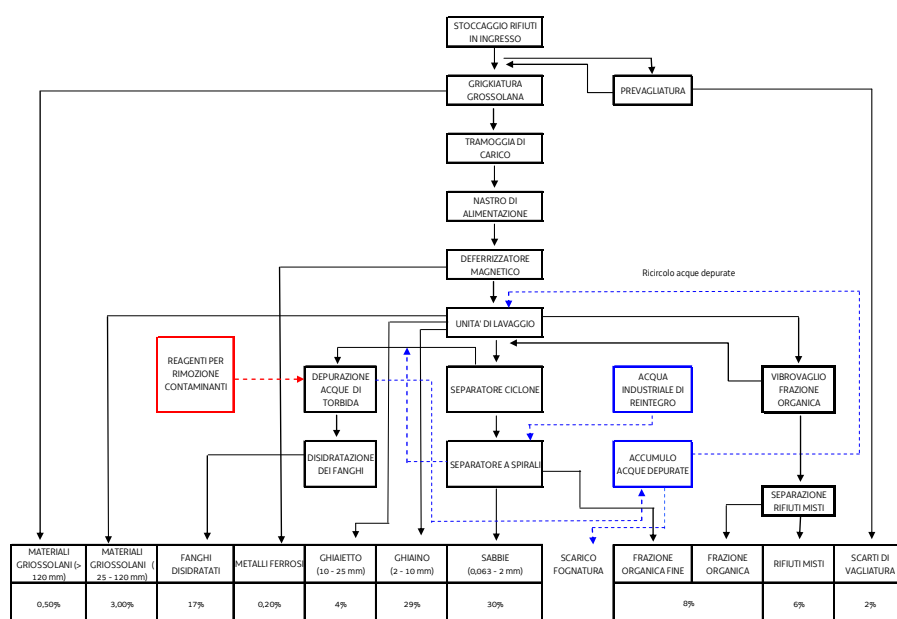 STOCCAGGIO RIFIUTI
IN INGRESSO
GRIGKIATURA
GROSSOLANA
PREVAGLIATURA
TRAMOGGIA DI
CARICO
NASTRO DI
ALIMENTAZIONE
DEFERRIZZATORE
MAGNETICO
Ricircolo acque depurate
UNITA' DI LAVAGGIO
REAGENTI PER
RIMOZIONE
CONTAMINANTI
DEPURAZIONE
ACQUE DI
TORBIDA
SEPARATORE CICLONE
ACQUA
INDUSTRIALE DI
REINTEGRO
VIBROVAGLIO
FRAZIONE
ORGANICA
DISIDRATAZIONE
DEI FANGHI
SEPARATORE A SPIRALI
ACCUMULO
ACQUE DEPURATE
SEPARAZIONE
RIFIUTI MISTI
MATERIALI
GRIOSSOLANI (>
120 mm)
MATERIALI
GRIOSSOLANI (
25 - 120 mm)
FANGHI
DISIDRATATI
METALLI FERROSI
GHIAIETTO
(10 - 25 mm)
GHIAINO
(2 - 10 mm)
SABBIE
(0,063 - 2 mm)
SCARICO
FOGNATURA
FRAZIONE
ORGANICA FINE
FRAZIONE
ORGANICA
RIFIUTI MISTI
SCARTI DI
VAGLIATURA
0,50%
3,00%
17%
0,20%
4%
29%
30%
8%
6%
2%